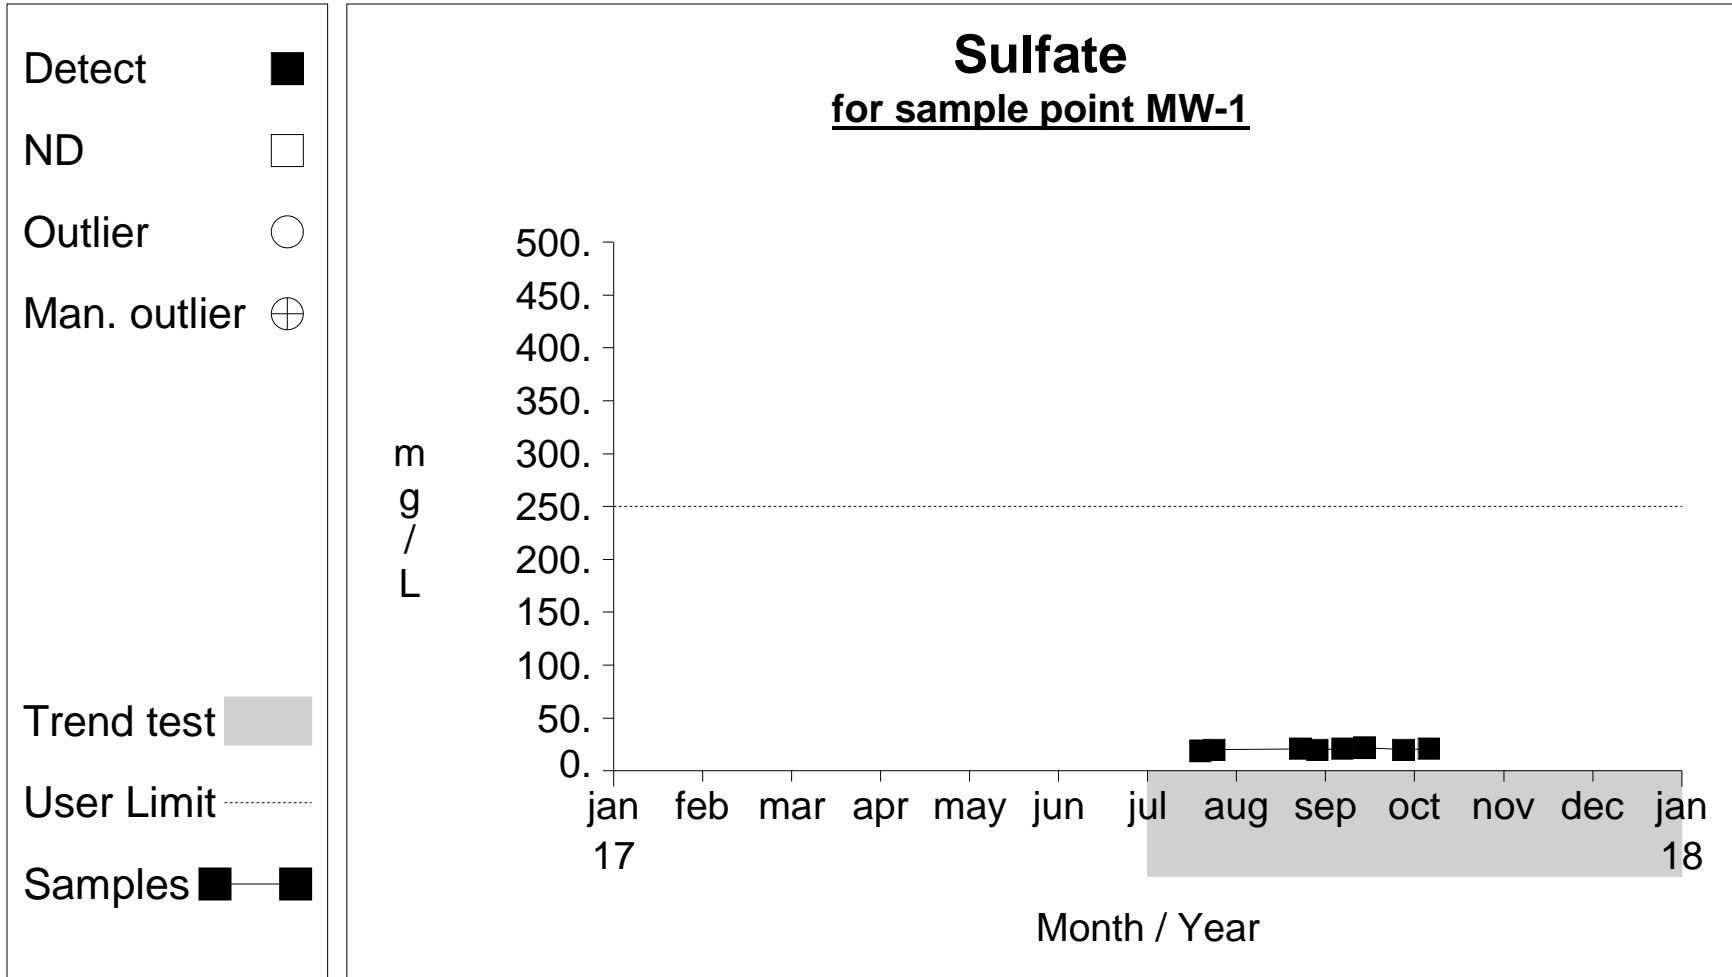 Detect
ND
Outlier
Man. outlier
Trend test
User Limit
Samples
Sulfate
for sample point MW-1
m
g
/
L
500.
450.
400.
350.
300.
250.
200.
150.
100.
50.
0.
jan feb mar apr may jun jul aug sep oct nov dec jan
17 18
Month / Year